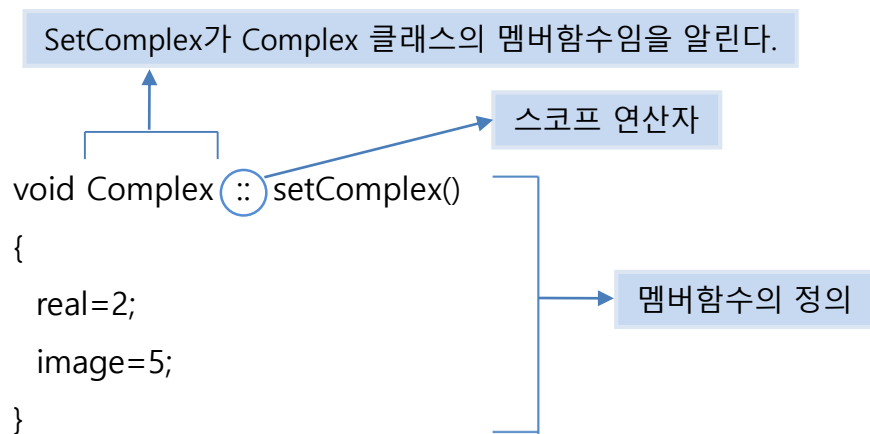 SetComplex가 Complex 클래스의 멤버함수임을 알린다.
스코프 연산자
void Complex :: setComplex()
{
real=2;
멤버함수의 정의
image=5;
}